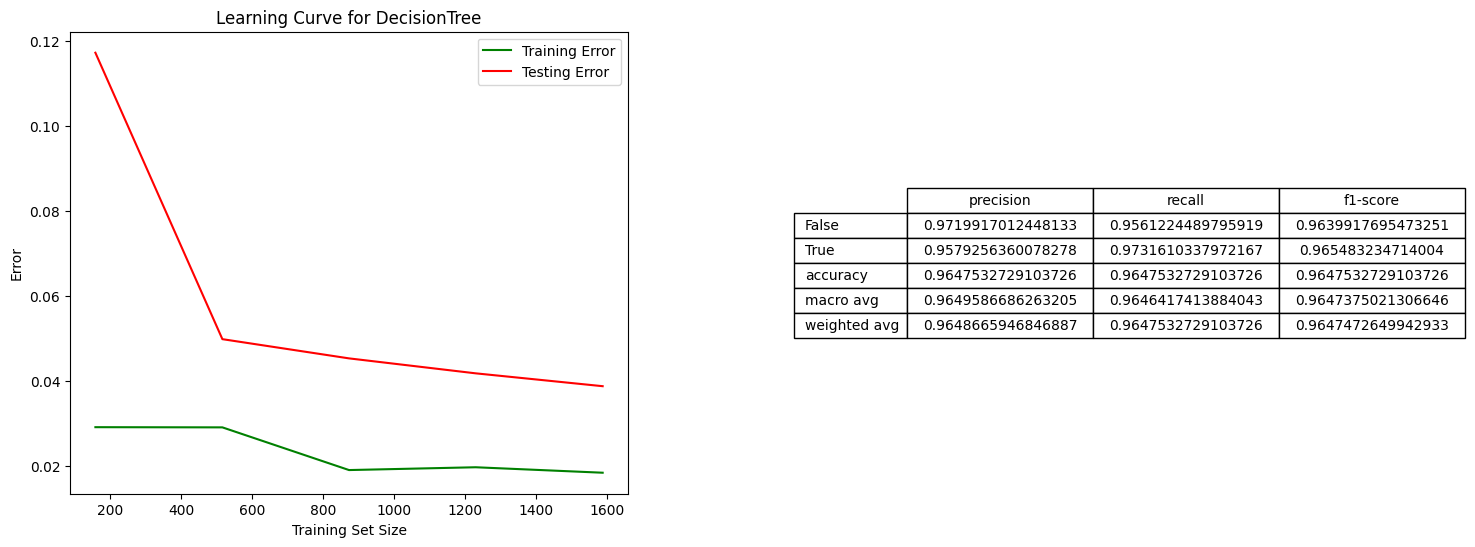 Learning Curve for DecisionTree
Training Error
Testing Error
0.12
0.10
0.08
0.06
0.04
0.02
Error
200 400 600 800 1000 1200 1400 1600
Training Set Size
precision recall f1-score
False 0.9719917012448133 0.9561224489795919 0.9639917695473251
True 0.9579256360078278 0.9731610337972167 0.965483234714004
accuracy 0.9647532729103726 0.9647532729103726 0.9647532729103726
macro avg 0.9649586686263205 0.9646417413884043 0.9647375021306646
weighted avg 0.9648665946846887 0.9647532729103726 0.9647472649942933